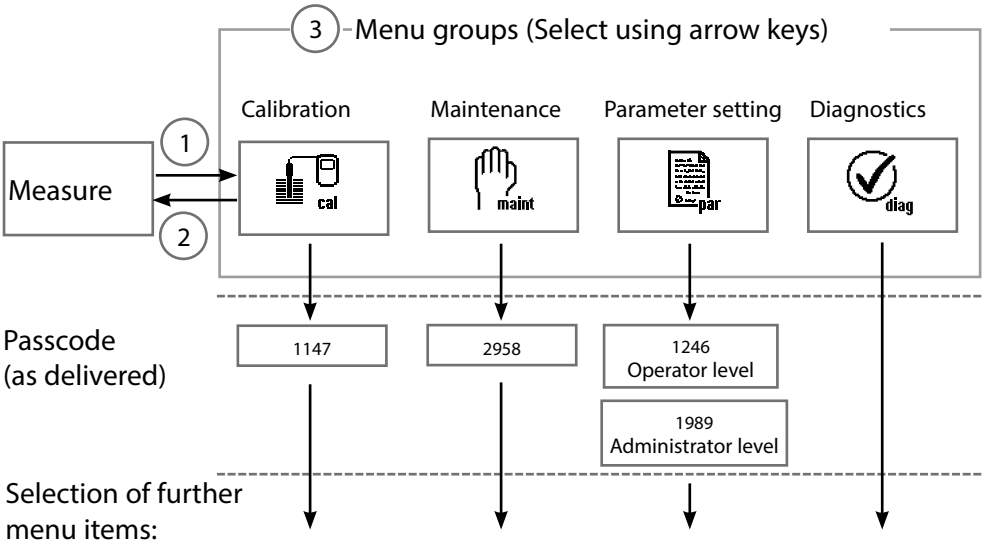 3 Menu groups (Select using arrow keys)
Calibration Maintenance Parameter setting Diagnostics
1
Measure
cal maint par diag
2
Passcode
(as delivered)
1147 2958 1246
Operator level
1989
Administrator level
Selection of further
menu items: